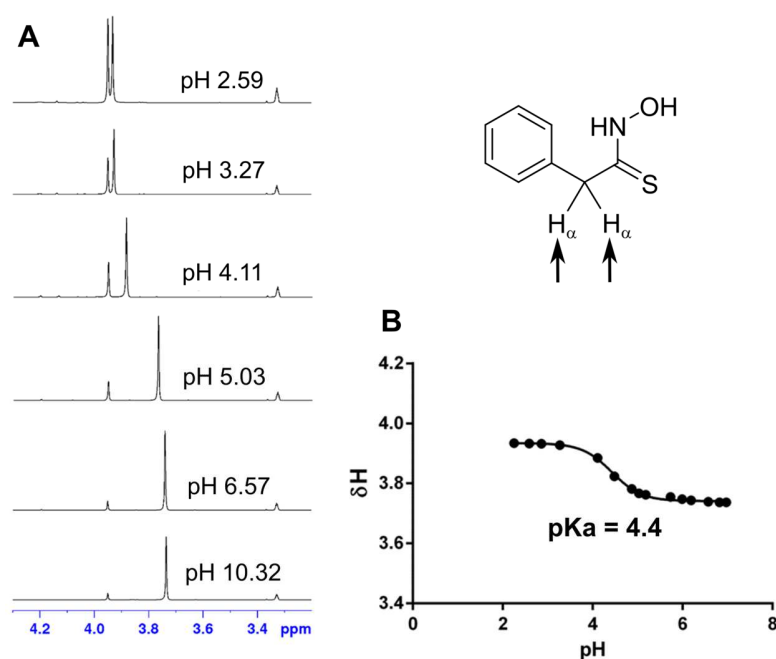 A
pH 2.59
pH 3.27
pH 4.11
pH 5.03
pH 6.57
pH 10.32
4.2 4.0 3.8 3.6 3.4 ppm
OH
HN
S
Hα Hα
B
4.2
4.0
3.8
3.6
3.4
δH
pKa = 4.4
0 2 4 6 8
pH